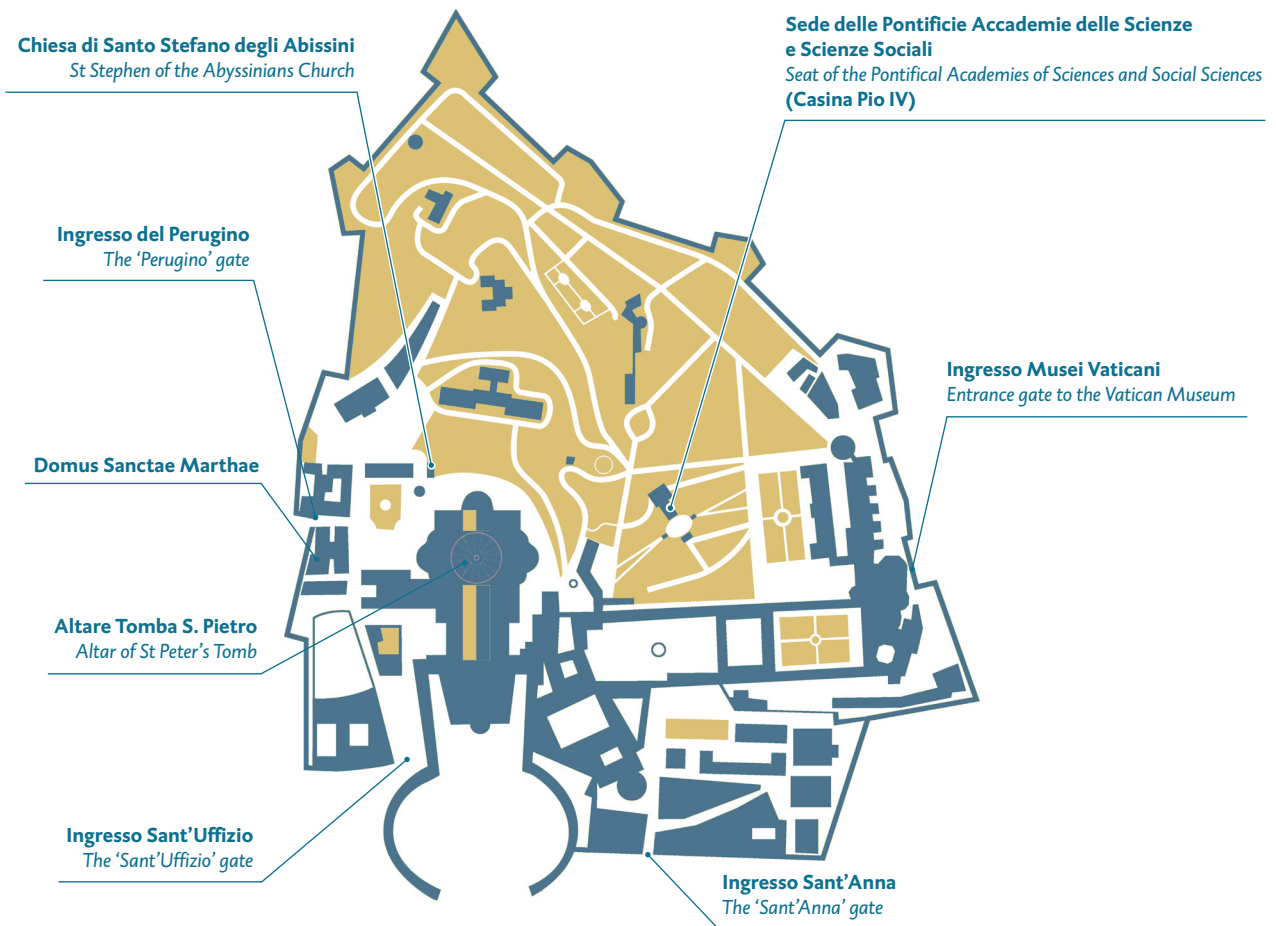 Chiesa di Santo Stefano degli Abissini
St Stephen of the Abyssinians Church
Sede delle Pontificie Accademie delle Scienze
e Scienze Sociali
Seat of the Pontifical Academies of Sciences and Social Sciences
(Casina Pio IV)
Ingresso del Perugino
The ‘Perugino’ gate
Ingresso Musei Vaticani
Entrance gate to the Vatican Museum
Domus Sanctae Marthae
Altare Tomba S. Pietro
Altar of St Peter’s Tomb
Ingresso Sant’Uffizio
The ‘Sant’Uffizio’ gate
Ingresso Sant’Anna
The ‘Sant’Anna’ gate